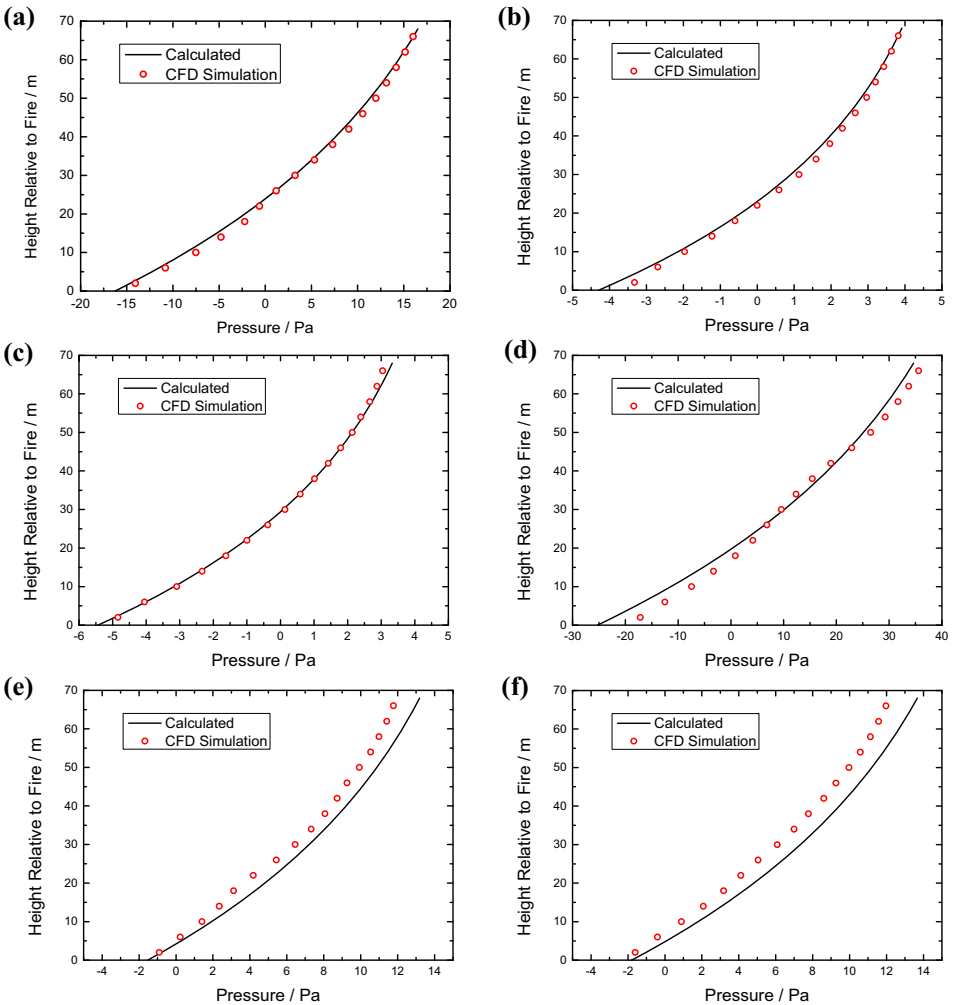 (a)
70
60
50
40
30
20
10
0
Height Relative to Fire / m
Calculated
CFD Simulation
-20 -15 -10 -5 0 5 10 15 20
Pressure / Pa
(b)
70
60
50
40
30
20
10
0
Height Relative to Fire / m
Calculated
CFD Simulation
-5 -4 -3 -2 -1 0 1 2 3 4 5
Pressure / Pa
(c)
70
60
50
40
30
20
10
0
Height Relative to Fire / m
Calculated
CFD Simulation
-6 -5 -4 -3 -2 -1 0 1 2 3 4 5
Pressure / Pa
(d)
70
60
50
40
30
20
10
0
Height Relative to Fire / m
Calculated
CFD Simulation
-30 -20 -10 0 10 20 30 40
Pressure / Pa
(e)
70
60
50
40
30
20
10
0
Height Relative to Fire / m
Calculated
CFD Simulation
-4 -2 0 2 4 6 8 10 12 14
Pressure / Pa
(f)
70
60
50
40
30
20
10
0
Height Relative to Fire / m
Calculated
CFD Simulation
-4 -2 0 2 4 6 8 10 12 14
Pressure / Pa